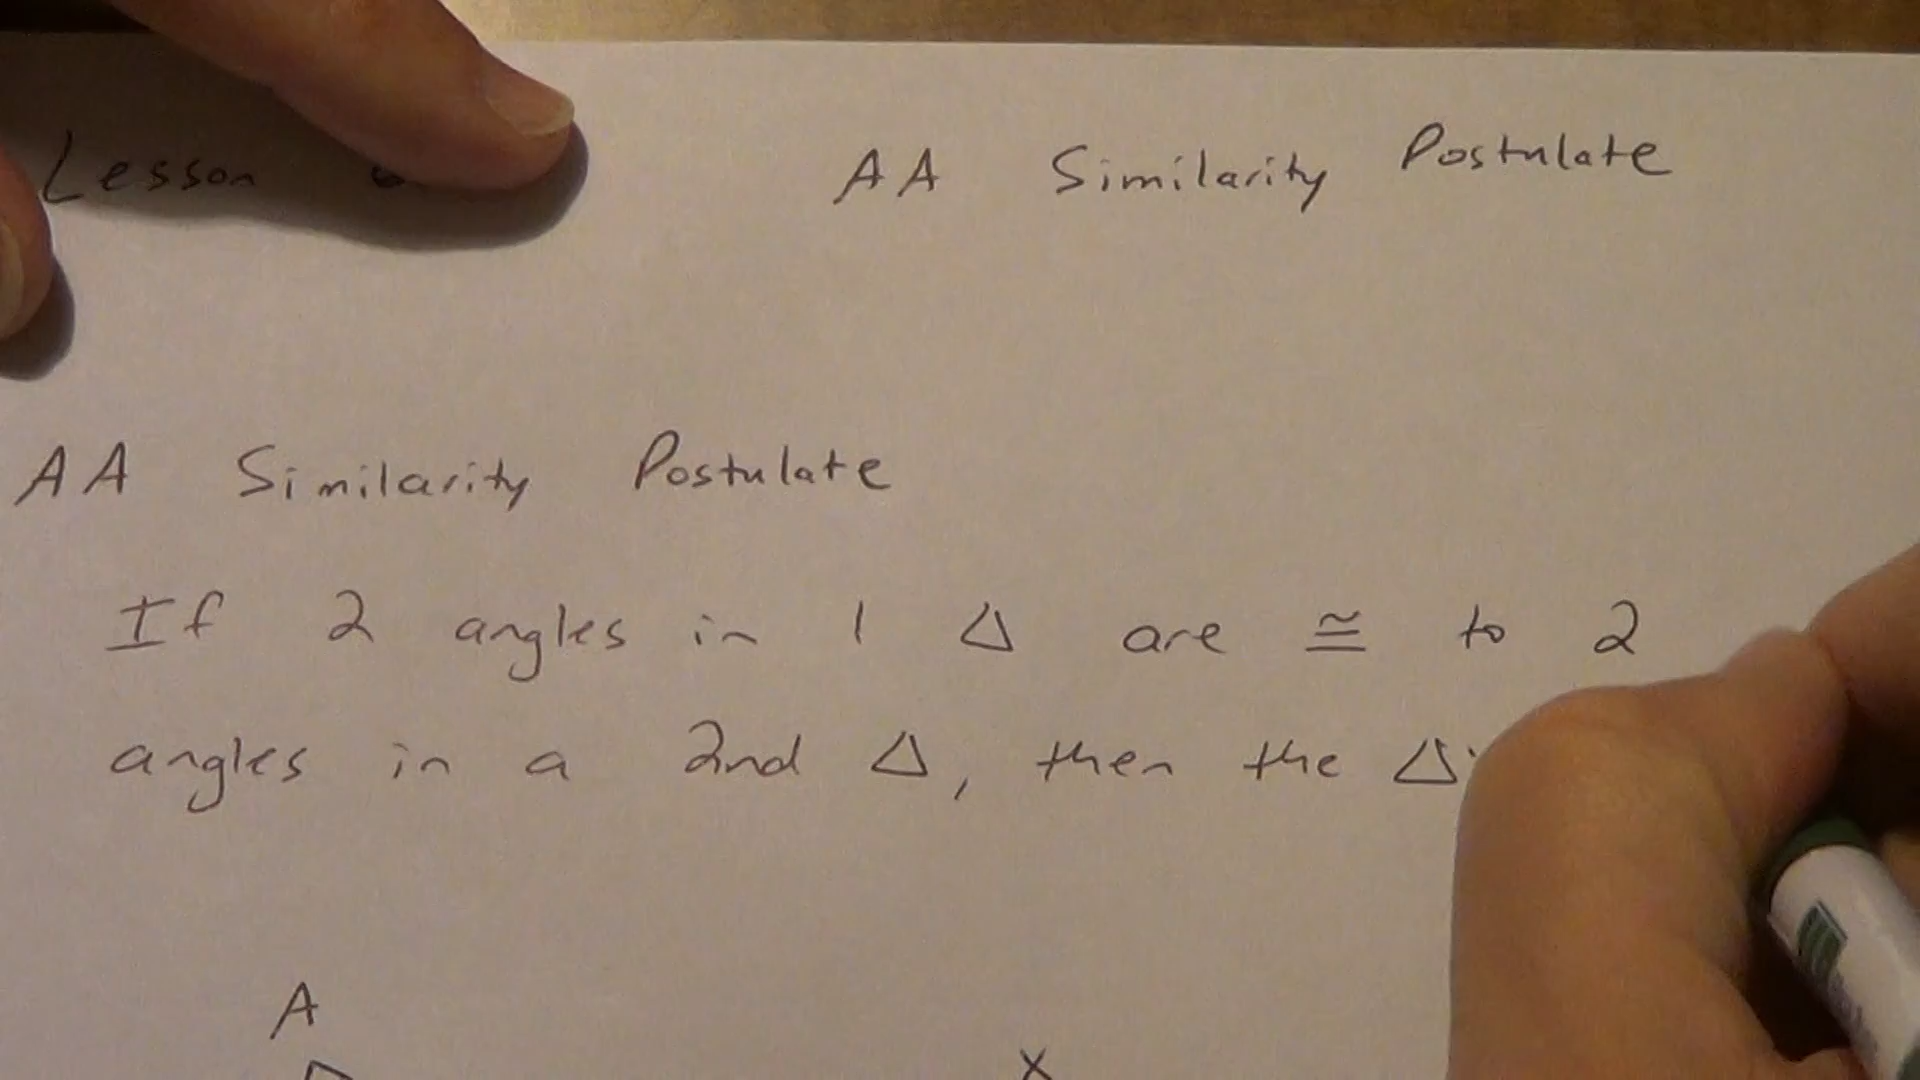 Lesson AA Similarity Postulate
AA Similarity Postulate
If 2 angles in 1 △ are ≅ to 2
angles in a 2nd △, then the △'
A
X